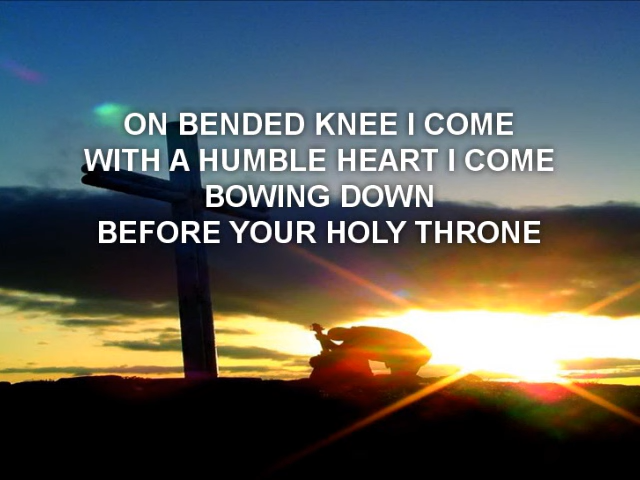 ON BENDED KNEE I COME
WITH A HUMBLE HEART I COME
BOWING DOWN
BEFORE YOUR HOLY THRONE